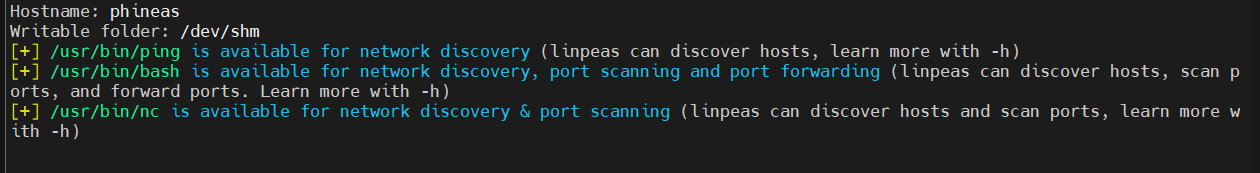 Hostname: phineas
Writable folder: /dev/shm
[+] /usr/bin/ping is available for network discovery (linpeas can discover hosts, learn more with -h)
[+] /usr/bin/bash is available for network discovery, port scanning and port forwarding (linpeas can discover hosts, scan p
orts, and forward ports. Learn more with -h)
[+] /usr/bin/nc is available for network discovery & port scanning (linpeas can discover hosts and scan ports, learn more w
ith -h)